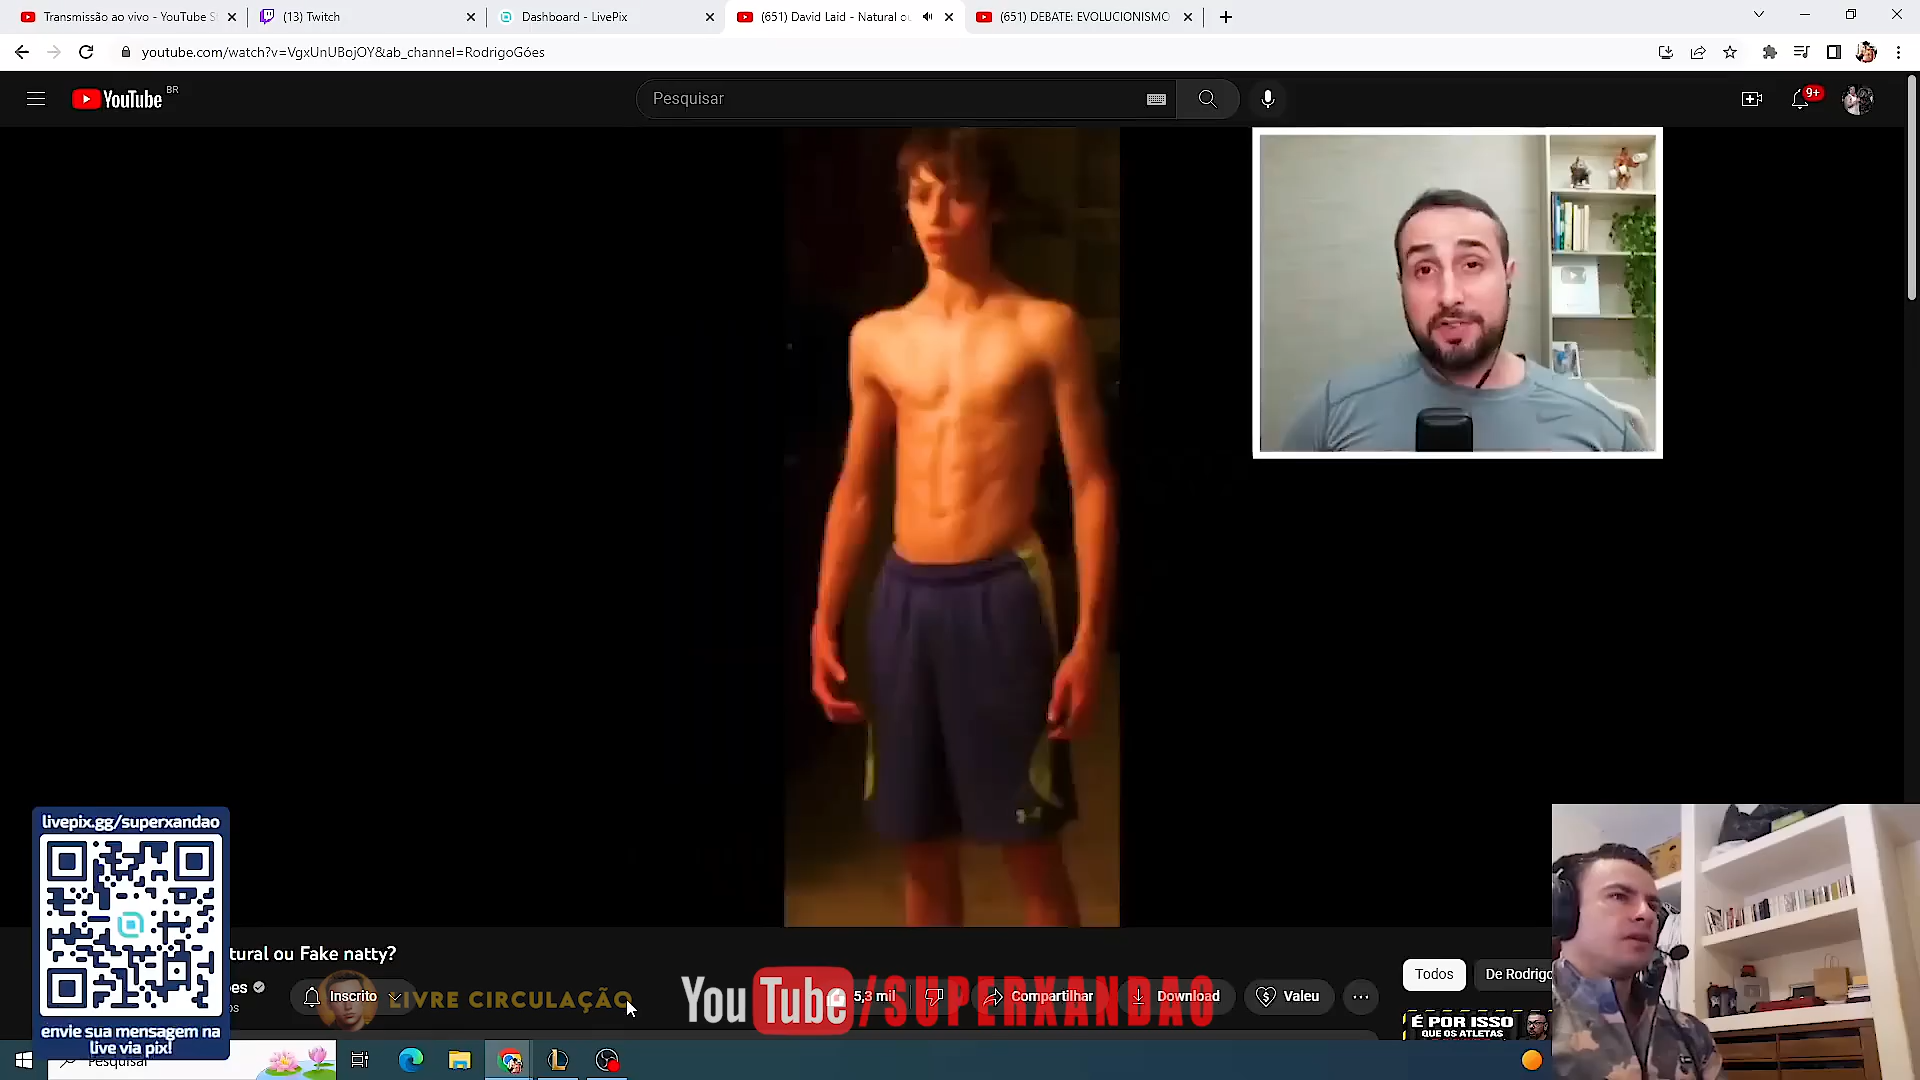 Transmissão ao vivo - YouTube S
(13) Twitch
Dashboard - LivePix
(651) David Laid - Natural ou
(651) DEBATE: EVOLUCIONISMO
youtube.com/watch?v=VgxUnUBojOY&ab_channel=RodrigoGóes
YouTube BR
Pesquisar
9+
livepix.gg/superxandao
envie sua mensagem na
live via pix!
tural ou Fake natty?
Inscrito
LIVRE CIRCULAÇÃO
YouTube/SUPERXANDAO
5,3 mil
Compartilhar
Download
Valeu
Todos
De Rodrigo
É POR ISSO
QUE OS ATLETAS
Pesquisar